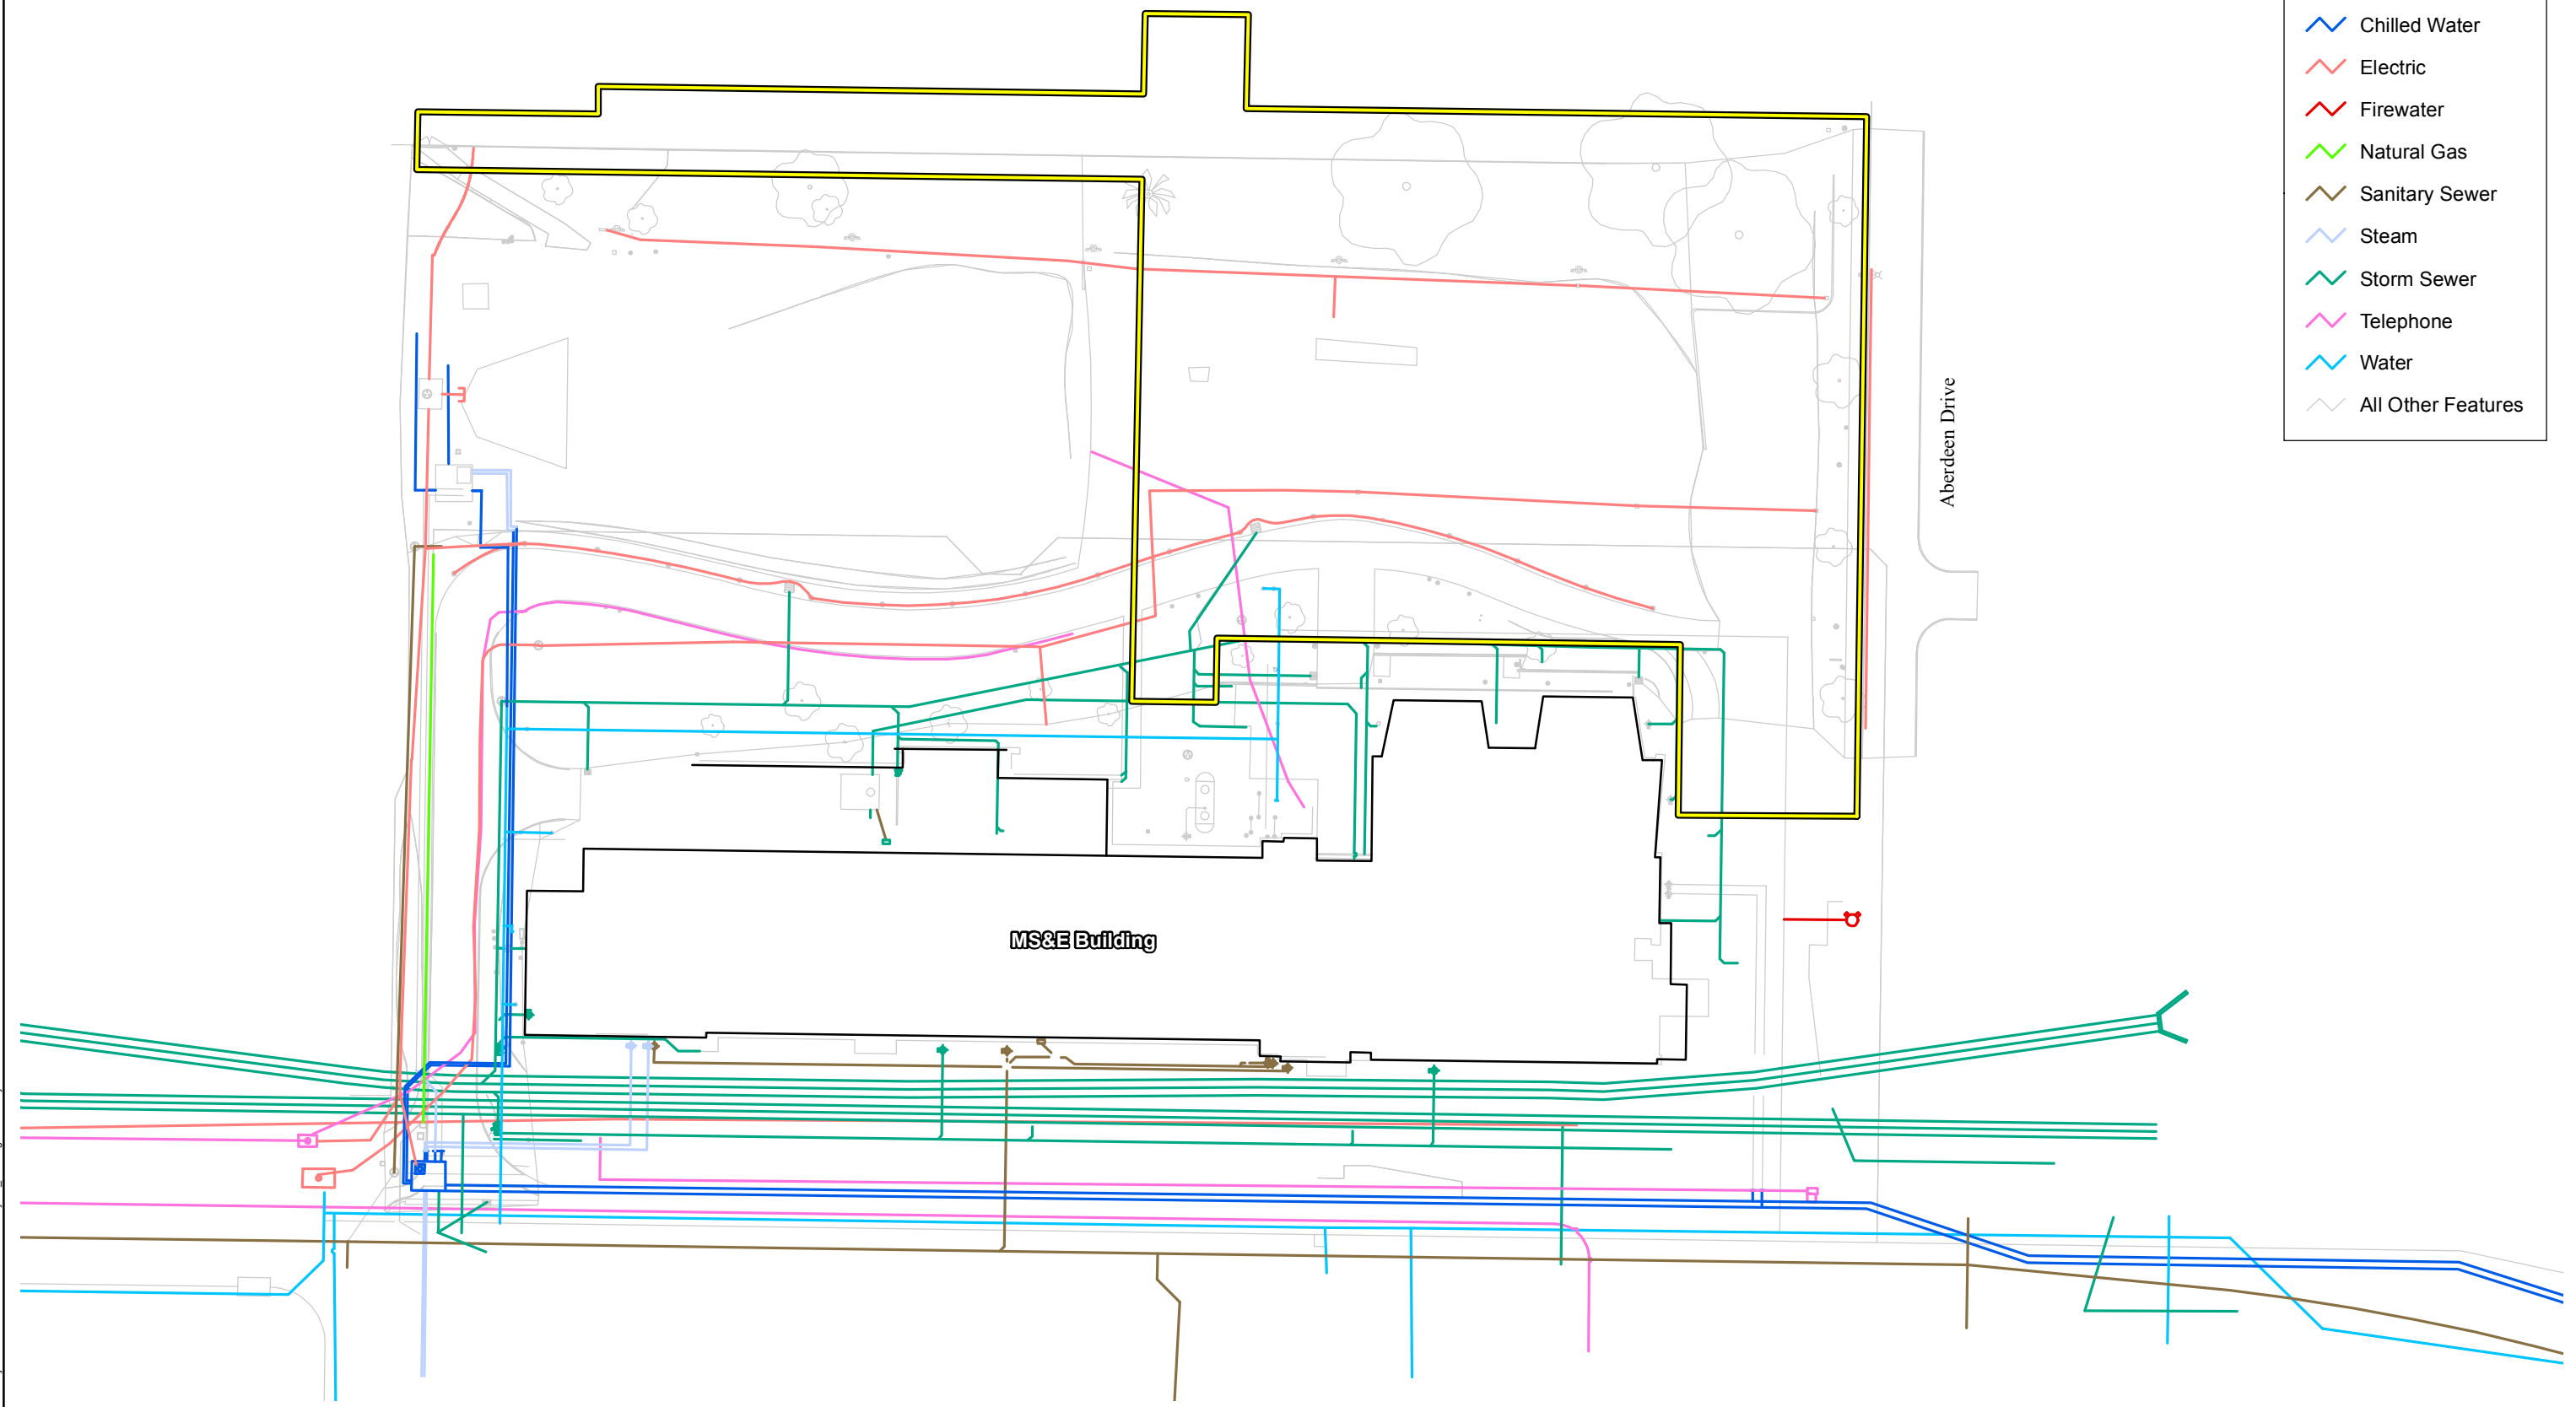 Chilled Water
Electric
Firewater
Natural Gas
Sanitary Sewer
Steam
Storm Sewer
Telephone
Water
All Other Features
Aberdeen Drive
MS&E Building